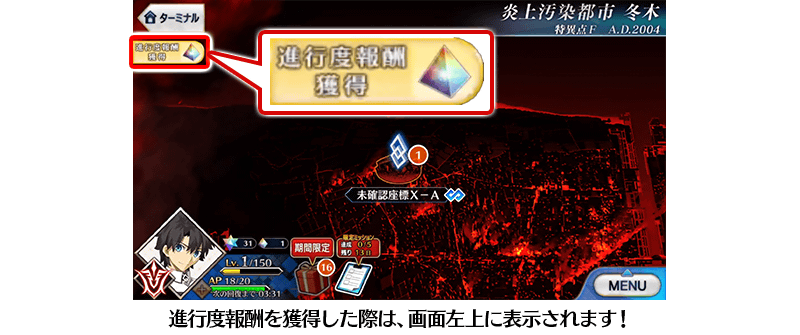 ターミナル
炎上汚染都市 冬木
特異点F A.D.2004
進行度報酬
獲得
進行度報酬
獲得
1
未確認座標X-A
31
1
期間限定
16
限定ミッション
達成 0/5
残り 13日
Lv.1/150
AP 18/20
次の回復まで 03:31
MENU
進行度報酬を獲得した際は、画面左上に表示されます!